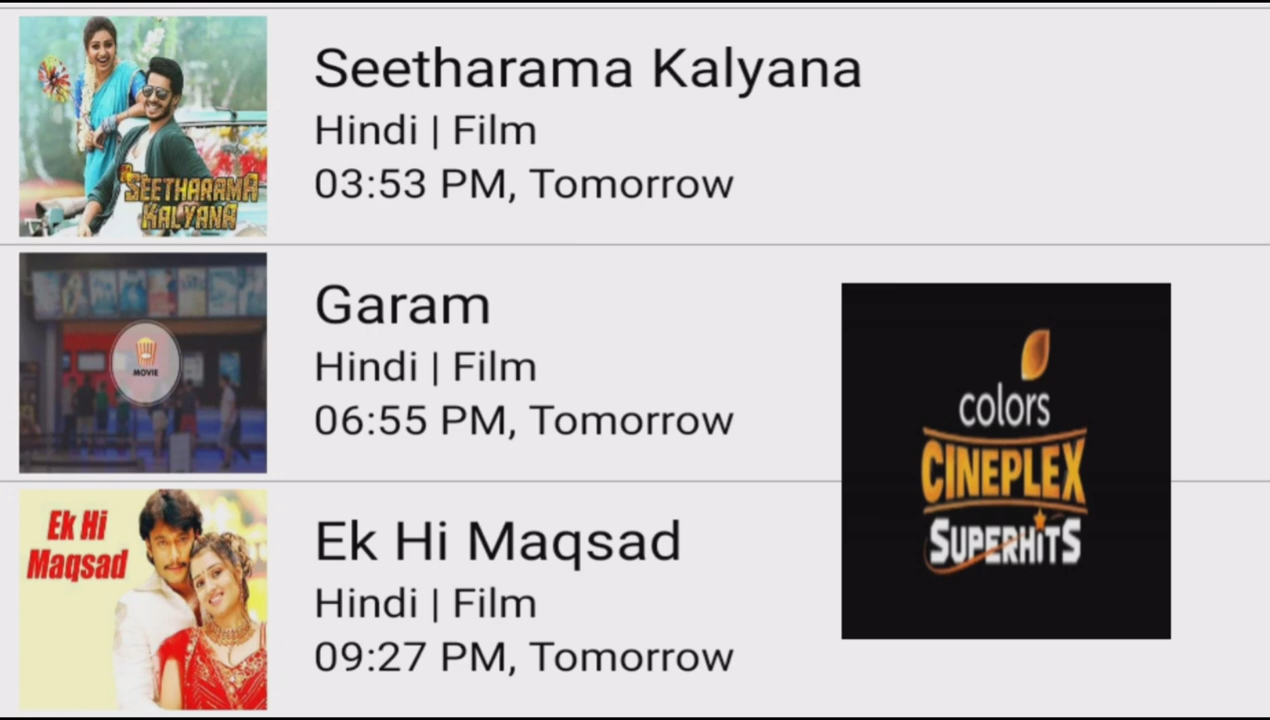 SEETHARAMA
KALYANA
Seetharama Kalyana
Hindi | Film
03:53 PM, Tomorrow
MOVIE
Garam
Hindi | Film
06:55 PM, Tomorrow
colors
CINEPLEX
SUPERHiTS
Ek Hi
Maqsad
Ek Hi Maqsad
Hindi | Film
09:27 PM, Tomorrow